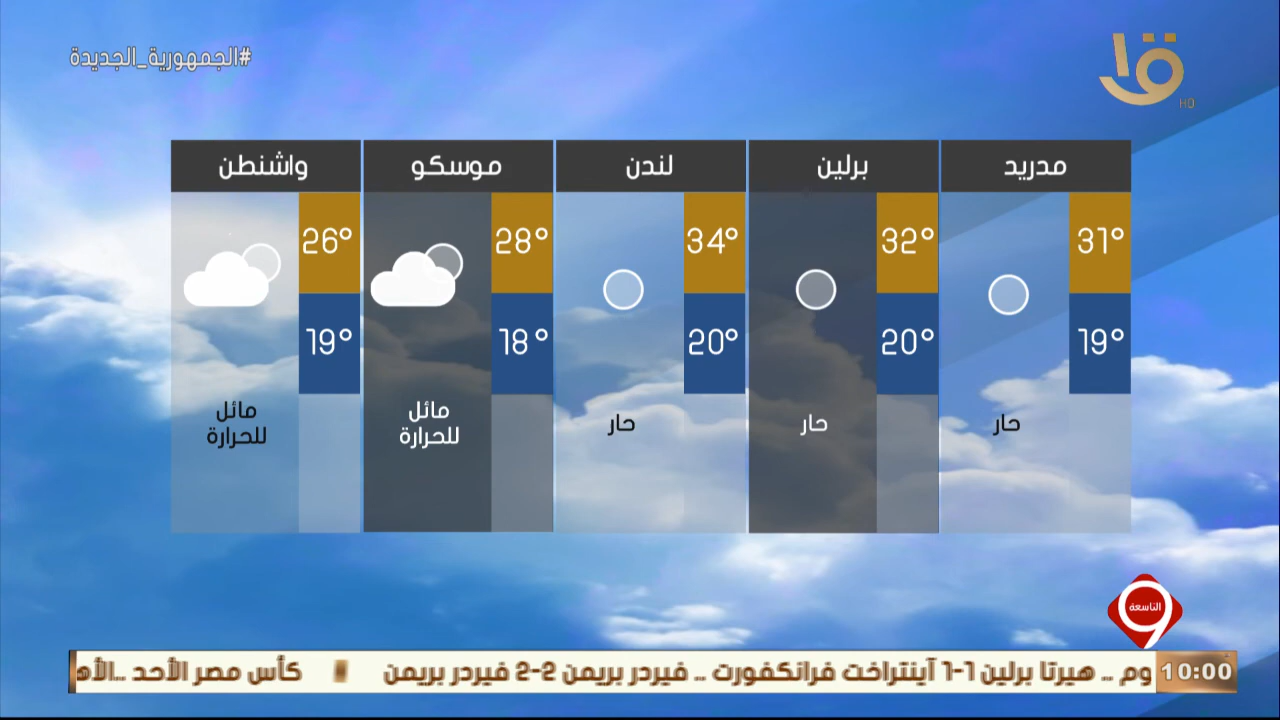 #الجمهورية_الجديدة
ق1
HD
مدريد
31°
19°
حار
برلين
32°
20°
حار
لندن
34°
20°
حار
موسكو
28°
18°
مائل
للحرارة
واشنطن
26°
19°
مائل
للحرارة
التاسعة
9
10:00
وم .. هيرتا برلين 1-1 آينتراخت فرانكفورت .. فيردر بريمن 2-2 فيردر بريمن
كأس مصر الأحد ..الأه